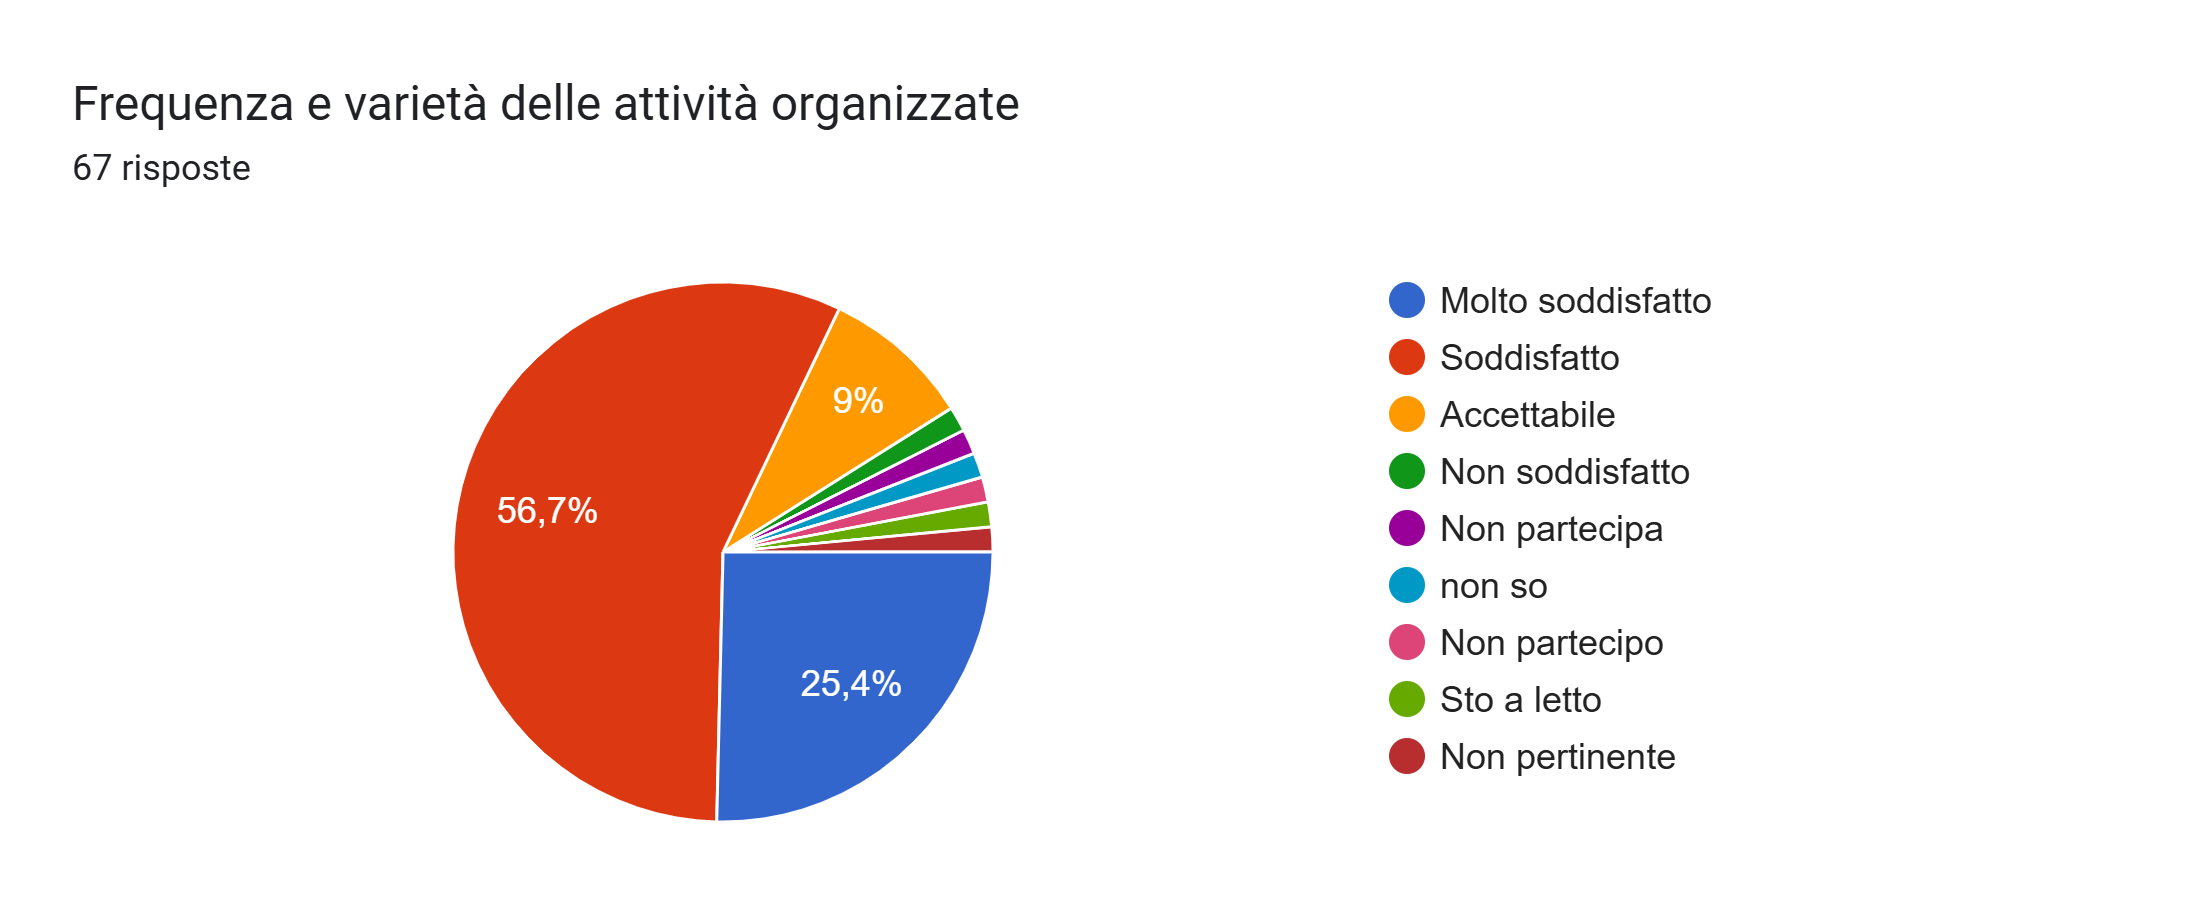 Frequenza e varietà delle attività organizzate
67 risposte
9%
56,7%
25,4%
Molto soddisfatto
Soddisfatto
Accettabile
Non soddisfatto
Non partecipa
non so
Non partecipo
Sto a letto
Non pertinente